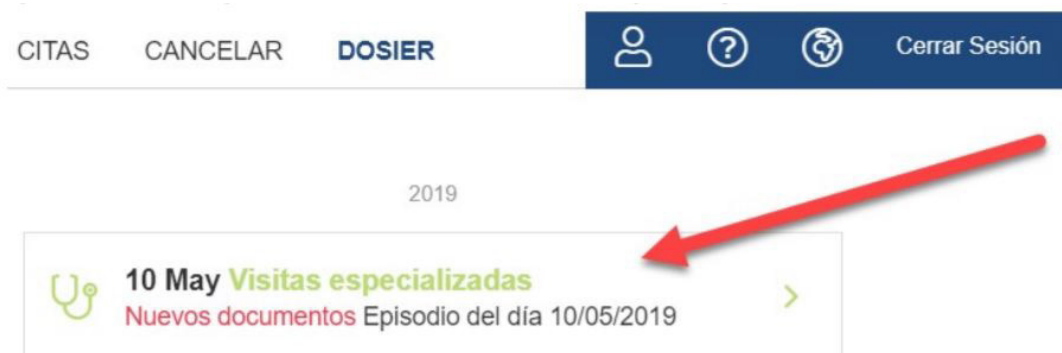 CITAS CANCELAR DOSIER Cerrar Sesión
2019
10 May Visitas especializadas
Nuevos documentos Episodio del día 10/05/2019